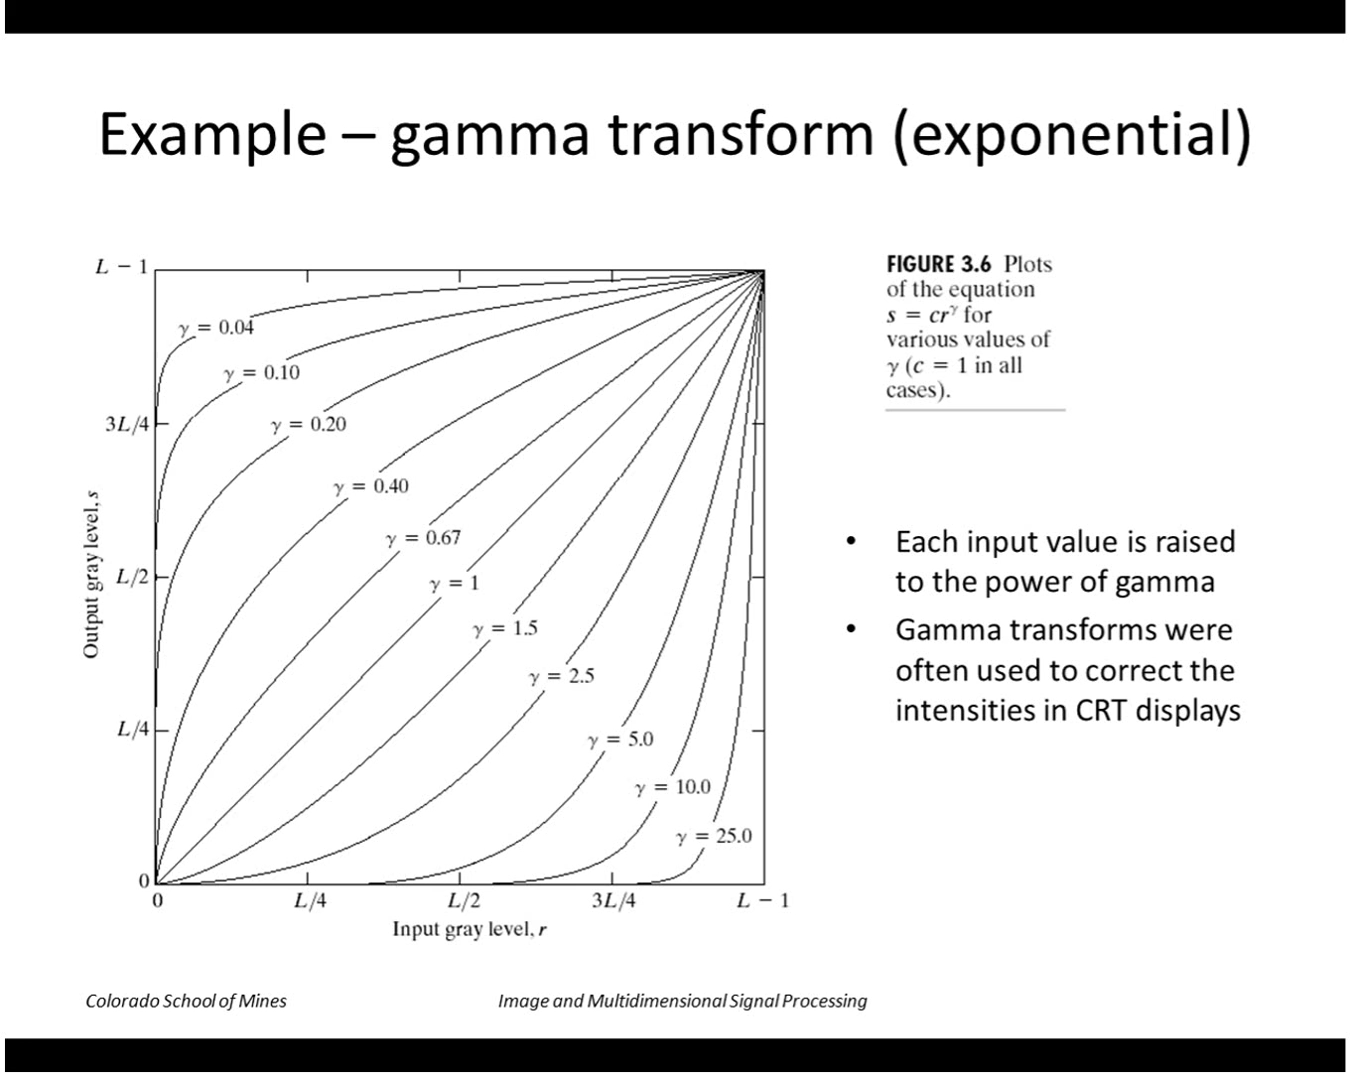 Example – gamma transform (exponential)
L − 1
γ = 0.04
γ = 0.10
3L/4
γ = 0.20
γ = 0.40
γ = 0.67
Output gray level, s
L/2
γ = 1
γ = 1.5
γ = 2.5
L/4
γ = 5.0
γ = 10.0
γ = 25.0
0
0 L/4 L/2 3L/4 L − 1
Input gray level, r
FIGURE 3.6 Plots
of the equation
s = crᵞ for
various values of
γ (c = 1 in all
cases).
• Each input value is raised
to the power of gamma
• Gamma transforms were
often used to correct the
intensities in CRT displays
Colorado School of Mines
Image and Multidimensional Signal Processing